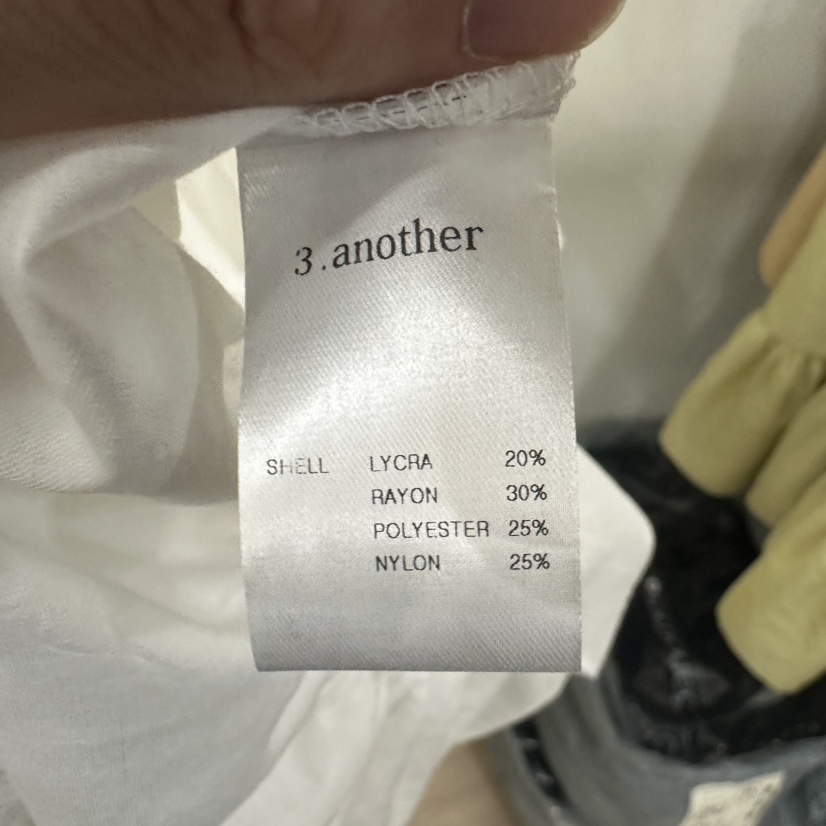 3.another
SHELL LYCRA 20%
RAYON 30%
POLYESTER 25%
NYLON 25%